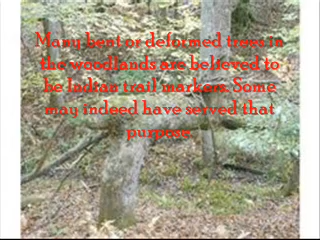 Many bent or deformed trees in
the woodlands are believed to
be Indian trail markers. Some
may indeed have served that
purpose.